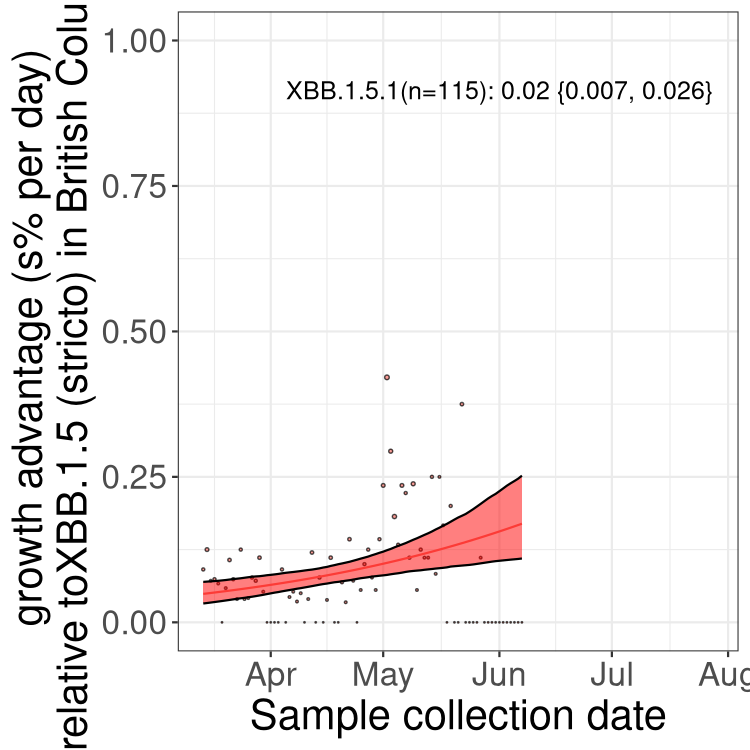 growth advantage (s% per day)
relative toXBB.1.5 (stricto) in British Colu
1.00
0.75
0.50
0.25
0.00
XBB.1.5.1(n=115): 0.02 {0.007, 0.026}
Apr May Jun Jul Aug
Sample collection date